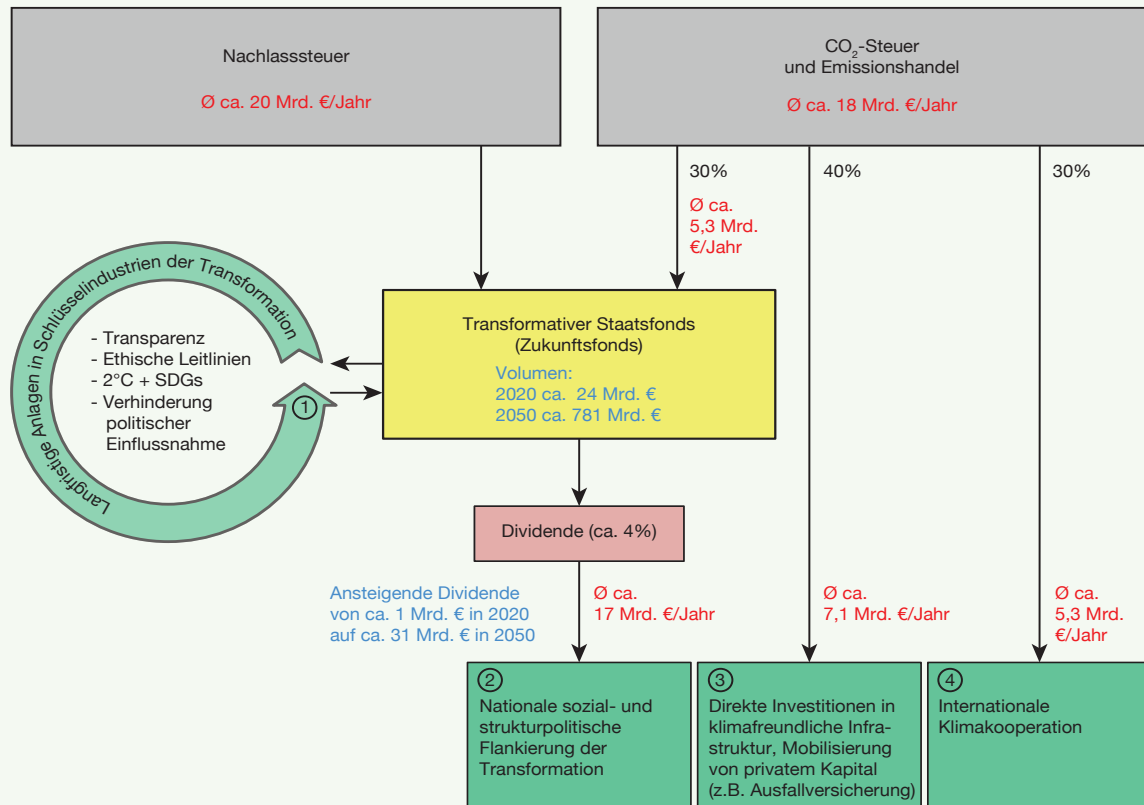 Nachlasssteuer
Ø ca. 20 Mrd. €/Jahr
CO₂-Steuer
und Emissionshandel
Ø ca. 18 Mrd. €/Jahr
30%
40%
30%
Ø ca.
5,3 Mrd.
€/Jahr
Langfristige Anlagen in Schlüsselindustrien der Transformation
- Transparenz
- Ethische Leitlinien
- 2°C + SDGs
- Verhinderung
politischer
Einflussnahme
1
Transformativer Staatsfonds
(Zukunftsfonds)
Volumen:
2020 ca. 24 Mrd. €
2050 ca. 781 Mrd. €
Dividende (ca. 4%)
Ansteigende Dividende
von ca. 1 Mrd. € in 2020
auf ca. 31 Mrd. € in 2050
Ø ca.
17 Mrd. €/Jahr
Ø ca.
7,1 Mrd. €/Jahr
Ø ca.
5,3 Mrd.
€/Jahr
2
Nationale sozial- und
strukturpolitische
Flankierung der
Transformation
3
Direkte Investitionen in
klimafreundliche Infra-
struktur, Mobilisierung
von privatem Kapital
(z.B. Ausfallversicherung)
4
Internationale
Klimakooperation